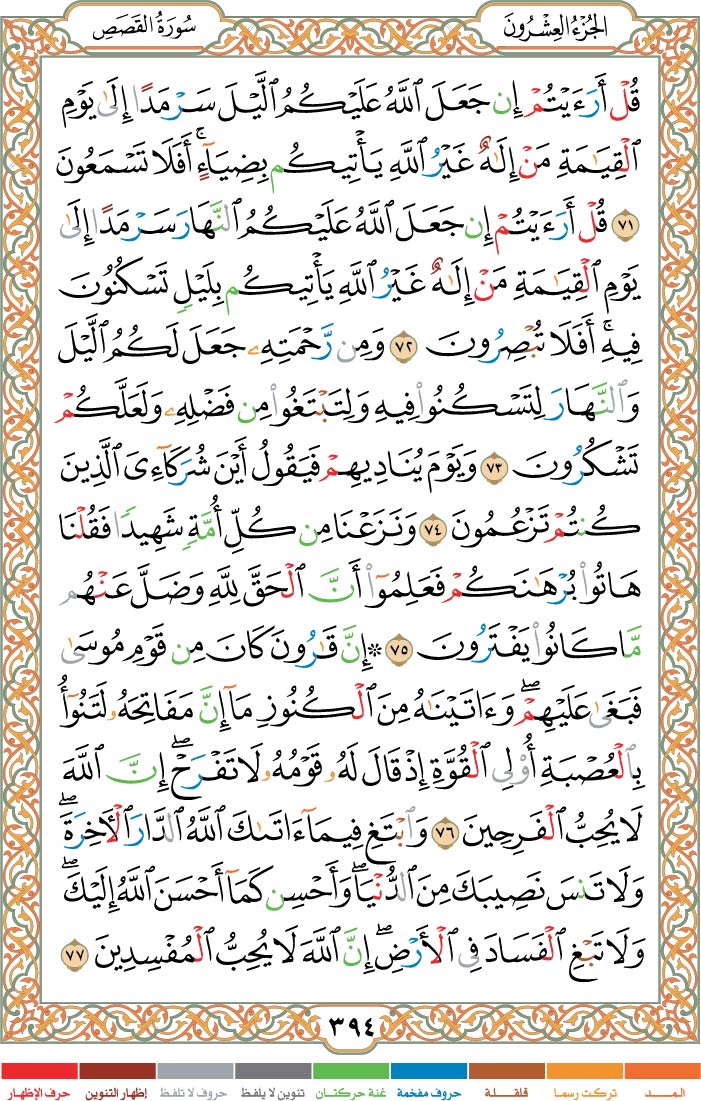 الجُزْءُ العِشْرُونَ
سُورَةُ القَصَصِ
قُلْ أَرَءَيْتُمْ إِن جَعَلَ ٱللَّهُ عَلَيْكُمُ ٱلَّيْلَ سَرْمَدًا إِلَىٰ يَوْمِ
ٱلْقِيَـٰمَةِ مَنْ إِلَـٰهٌ غَيْرُ ٱللَّهِ يَأْتِيكُم بِضِيَآءٍ ۖ أَفَلَا تَسْمَعُونَ
٧١ قُلْ أَرَءَيْتُمْ إِن جَعَلَ ٱللَّهُ عَلَيْكُمُ ٱلنَّهَارَ سَرْمَدًا إِلَىٰ
يَوْمِ ٱلْقِيَـٰمَةِ مَنْ إِلَـٰهٌ غَيْرُ ٱللَّهِ يَأْتِيكُم بِلَيْلٍ تَسْكُنُونَ
فِيهِ ۖ أَفَلَا تُبْصِرُونَ ٧٢ وَمِن رَّحْمَتِهِۦ جَعَلَ لَكُمُ ٱلَّيْلَ
وَٱلنَّهَارَ لِتَسْكُنُوا۟ فِيهِ وَلِتَبْتَغُوا۟ مِن فَضْلِهِۦ وَلَعَلَّكُمْ
تَشْكُرُونَ ٧٣ وَيَوْمَ يُنَادِيهِمْ فَيَقُولُ أَيْنَ شُرَكَآءِىَ ٱلَّذِينَ
كُنتُمْ تَزْعُمُونَ ٧٤ وَنَزَعْنَا مِن كُلِّ أُمَّةٍ شَهِيدًا فَقُلْنَا
هَاتُوا۟ بُرْهَـٰنَكُمْ فَعَلِمُوٓا۟ أَنَّ ٱلْحَقَّ لِلَّهِ وَضَلَّ عَنْهُم
مَّا كَانُوا۟ يَفْتَرُونَ ٧٥ ۞ إِنَّ قَـٰرُونَ كَانَ مِن قَوْمِ مُوسَىٰ
فَبَغَىٰ عَلَيْهِمْ ۖ وَءَاتَيْنَـٰهُ مِنَ ٱلْكُنُوزِ مَآ إِنَّ مَفَاتِحَهُۥ لَتَنُوٓأُ
بِٱلْعُصْبَةِ أُو۟لِى ٱلْقُوَّةِ إِذْ قَالَ لَهُۥ قَوْمُهُۥ لَا تَفْرَحْ ۖ إِنَّ ٱللَّهَ
لَا يُحِبُّ ٱلْفَرِحِينَ ٧٦ وَٱبْتَغِ فِيمَآ ءَاتَىٰكَ ٱللَّهُ ٱلدَّارَ ٱلْـَٔاخِرَةَ ۖ
وَلَا تَنسَ نَصِيبَكَ مِنَ ٱلدُّنْيَا ۖ وَأَحْسِن كَمَآ أَحْسَنَ ٱللَّهُ إِلَيْكَ ۖ
وَلَا تَبْغِ ٱلْفَسَادَ فِى ٱلْأَرْضِ ۖ إِنَّ ٱللَّهَ لَا يُحِبُّ ٱلْمُفْسِدِينَ ٧٧
٣٩٤
المــد تركت رسما قلقـلة حروف مفخمة غنة حركتان تنوين لا يلفظ حروف لا تلفظ إظهار التنوين حرف الإظهار